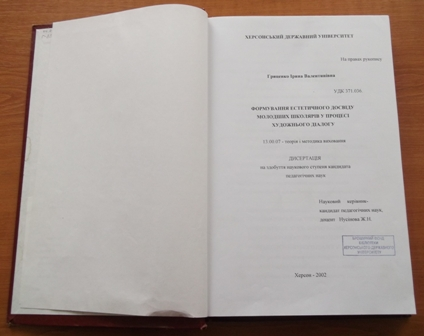 ХЕРСОНСЬКИЙ ДЕРЖАВНИЙ УНІВЕРСИТЕТ
На правах рукопису
Гриценко Ірина Валентинівна
УДК 371.036
ФОРМУВАННЯ ЕСТЕТИЧНОГО ДОСВІДУ
МОЛОДШИХ ШКОЛЯРІВ У ПРОЦЕСІ
ХУДОЖНЬОГО ДІАЛОГУ
13.00.07 - теорія і методика виховання
ДИСЕРТАЦІЯ
на здобуття наукового ступеня кандидата
педагогічних наук
Науковий керівник-
кандидат педагогічних наук,
доцент
Херсон - 2002